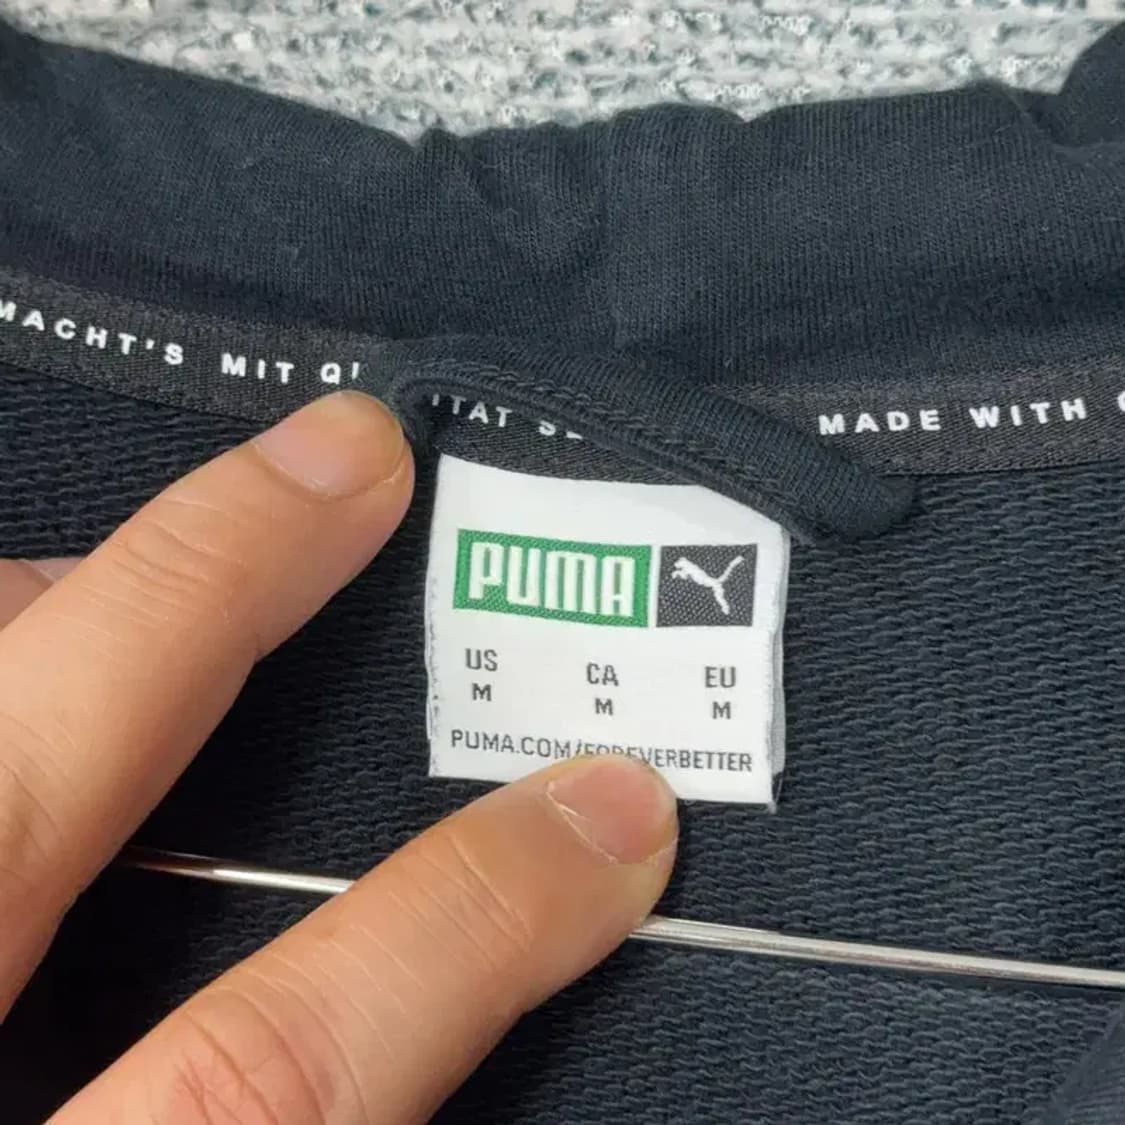 MACHT'S MIT
MADE WITH
PUMA
US CA EU
M M M
PUMA.COM/FOREVERBETTER